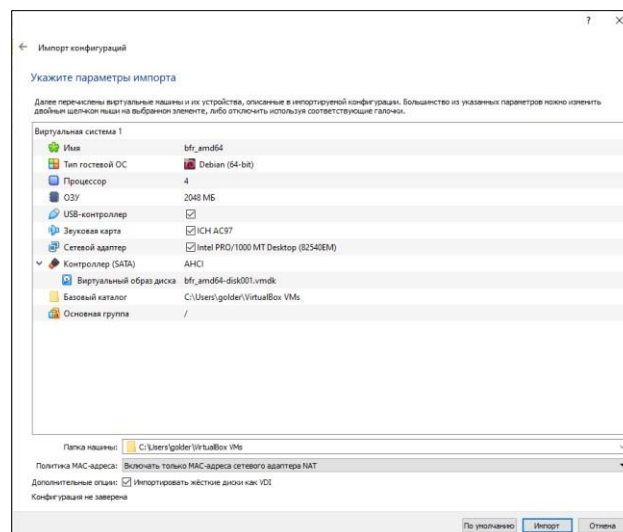 Импорт конфигураций
Укажите параметры импорта
Далее перечислены виртуальные машины и их устройства, описанные в импортируемой конфигурации. Большинство из указанных параметров можно изменить
двойным щелчком мыши на выбранном элементе, либо отключить используя соответствующие галочки.
Виртуальная система 1
Имя bfr_amd64
Тип гостевой ОС Debian (64-bit)
Процессор 4
ОЗУ 2048 МБ
USB-контроллер
Звуковая карта ICH AC97
Сетевой адаптер Intel PRO/1000 MT Desktop (82540EM)
Контроллер (SATA) AHCI
Виртуальный образ диска bfr_amd64-disk001.vmdk
Базовый каталог C:\Users\golder\VirtualBox VMs
Основная группа /
Папка машины: C:\Users\golder\VirtualBox VMs
Политика MAC-адреса: Включать только MAC-адреса сетевого адаптера NAT
Дополнительные опции: Импортировать жёсткие диски как VDI
Конфигурация не заверена
По умолчанию Импорт Отмена